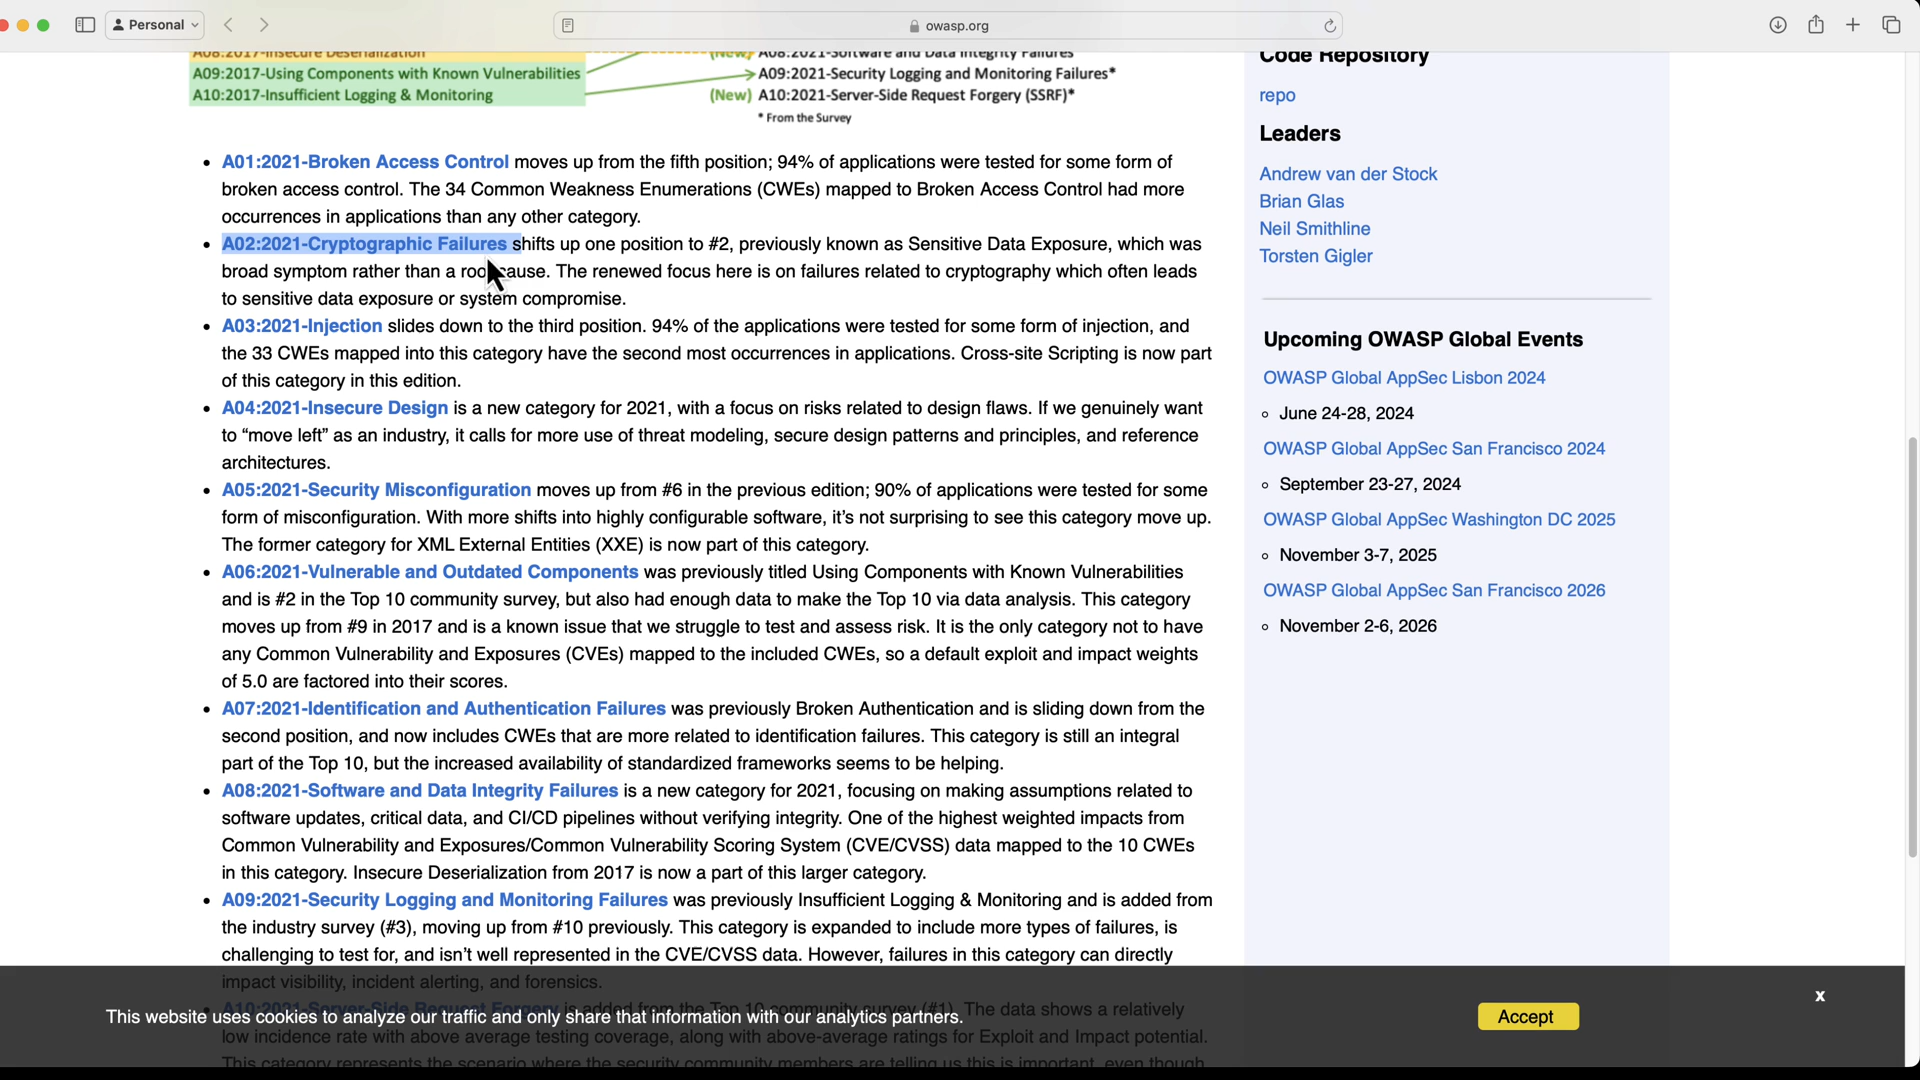 Personal
owasp.org
A08:2017-Insecure Deserialization
(New) A08:2021-Software and Data Integrity Failures
A09:2017-Using Components with Known Vulnerabilities
A09:2021-Security Logging and Monitoring Failures*
A10:2017-Insufficient Logging & Monitoring
(New) A10:2021-Server-Side Request Forgery (SSRF)*
* From the Survey
A01:2021-Broken Access Control moves up from the fifth position; 94% of applications were tested for some form of
broken access control. The 34 Common Weakness Enumerations (CWEs) mapped to Broken Access Control had more
occurrences in applications than any other category.
A02:2021-Cryptographic Failures shifts up one position to #2, previously known as Sensitive Data Exposure, which was
broad symptom rather than a root cause. The renewed focus here is on failures related to cryptography which often leads
to sensitive data exposure or system compromise.
A03:2021-Injection slides down to the third position. 94% of the applications were tested for some form of injection, and
the 33 CWEs mapped into this category have the second most occurrences in applications. Cross-site Scripting is now part
of this category in this edition.
A04:2021-Insecure Design is a new category for 2021, with a focus on risks related to design flaws. If we genuinely want
to “move left” as an industry, it calls for more use of threat modeling, secure design patterns and principles, and reference
architectures.
A05:2021-Security Misconfiguration moves up from #6 in the previous edition; 90% of applications were tested for some
form of misconfiguration. With more shifts into highly configurable software, it’s not surprising to see this category move up.
The former category for XML External Entities (XXE) is now part of this category.
A06:2021-Vulnerable and Outdated Components was previously titled Using Components with Known Vulnerabilities
and is #2 in the Top 10 community survey, but also had enough data to make the Top 10 via data analysis. This category
moves up from #9 in 2017 and is a known issue that we struggle to test and assess risk. It is the only category not to have
any Common Vulnerability and Exposures (CVEs) mapped to the included CWEs, so a default exploit and impact weights
of 5.0 are factored into their scores.
A07:2021-Identification and Authentication Failures was previously Broken Authentication and is sliding down from the
second position, and now includes CWEs that are more related to identification failures. This category is still an integral
part of the Top 10, but the increased availability of standardized frameworks seems to be helping.
A08:2021-Software and Data Integrity Failures is a new category for 2021, focusing on making assumptions related to
software updates, critical data, and CI/CD pipelines without verifying integrity. One of the highest weighted impacts from
Common Vulnerability and Exposures/Common Vulnerability Scoring System (CVE/CVSS) data mapped to the 10 CWEs
in this category. Insecure Deserialization from 2017 is now a part of this larger category.
A09:2021-Security Logging and Monitoring Failures was previously Insufficient Logging & Monitoring and is added from
the industry survey (#3), moving up from #10 previously. This category is expanded to include more types of failures, is
challenging to test for, and isn’t well represented in the CVE/CVSS data. However, failures in this category can directly
impact visibility, incident alerting, and forensics.
A10:2021-Server-Side Request Forgery is added from the Top 10 community survey (#1). The data shows a relatively
low incidence rate with above average testing coverage, along with above-average ratings for Exploit and Impact potential.
This category represents the scenario where the security community members are telling us this is important, even though
Code Repository
repo
Leaders
Andrew van der Stock
Brian Glas
Neil Smithline
Torsten Gigler
Upcoming OWASP Global Events
OWASP Global AppSec Lisbon 2024
June 24-28, 2024
OWASP Global AppSec San Francisco 2024
September 23-27, 2024
OWASP Global AppSec Washington DC 2025
November 3-7, 2025
OWASP Global AppSec San Francisco 2026
November 2-6, 2026
This website uses cookies to analyze our traffic and only share that information with our analytics partners.
Accept
x